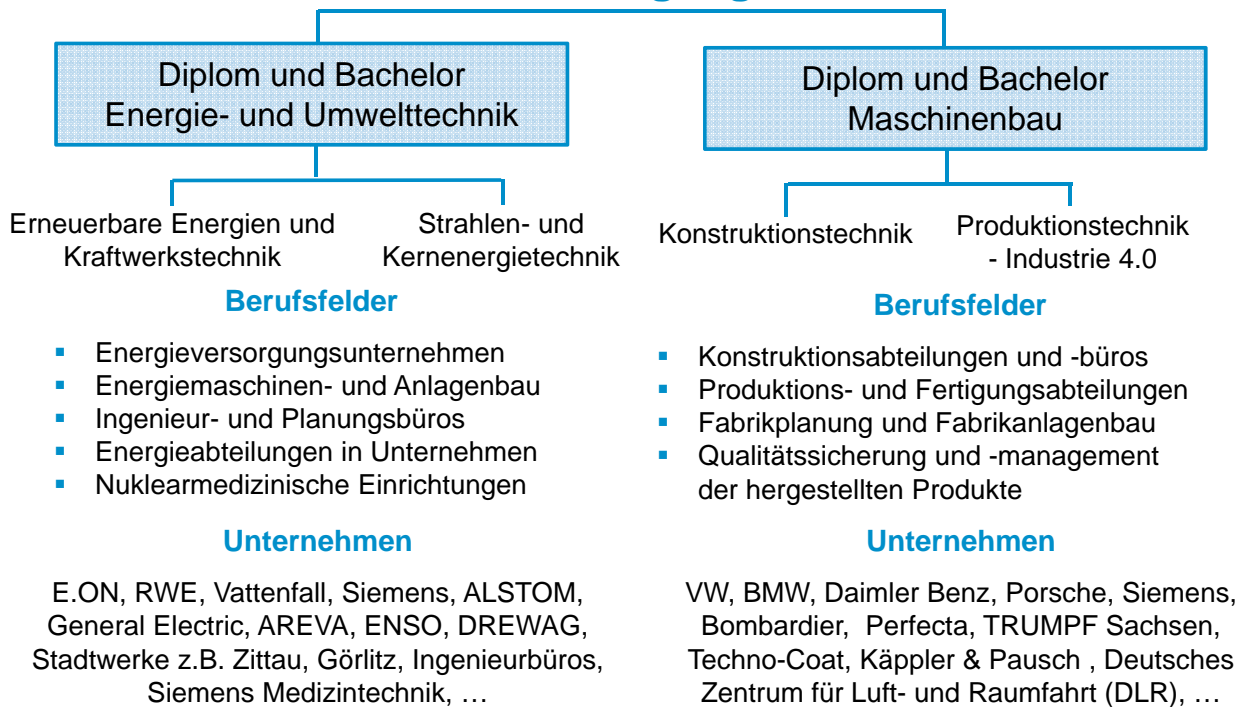 Diplom und Bachelor
Energie- und Umwelttechnik
Erneuerbare Energien und
Kraftwerkstechnik
Strahlen- und
Kernenergietechnik
Berufsfelder
▪ Energieversorgungsunternehmen
▪ Energiemaschinen- und Anlagenbau
▪ Ingenieur- und Planungsbüros
▪ Energieabteilungen in Unternehmen
▪ Nuklearmedizinische Einrichtungen
Unternehmen
E.ON, RWE, Vattenfall, Siemens, ALSTOM,
General Electric, AREVA, ENSO, DREWAG,
Stadtwerke z.B. Zittau, Görlitz, Ingenieurbüros,
Siemens Medizintechnik, …
Diplom und Bachelor
Maschinenbau
Konstruktionstechnik
Produktionstechnik
- Industrie 4.0
Berufsfelder
▪ Konstruktionsabteilungen und -büros
▪ Produktions- und Fertigungsabteilungen
▪ Fabrikplanung und Fabrikanlagenbau
▪ Qualitätssicherung und -management
der hergestellten Produkte
Unternehmen
VW, BMW, Daimler Benz, Porsche, Siemens,
Bombardier, Perfecta, TRUMPF Sachsen,
Techno-Coat, Käppler & Pausch , Deutsches
Zentrum für Luft- und Raumfahrt (DLR), …